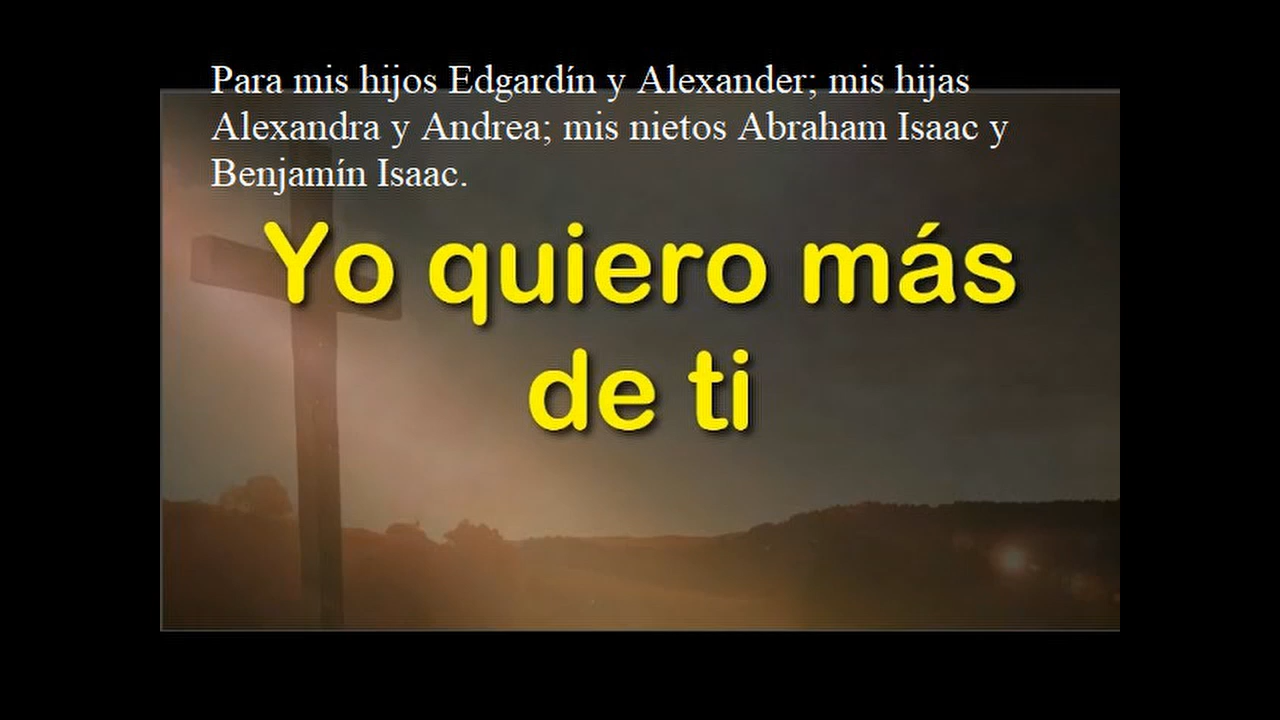 Para mis hijos Edgardín y Alexander; mis hijas
Alexandra y Andrea; mis nietos Abraham Isaac y
Benjamín Isaac.
Yo quiero más
de ti